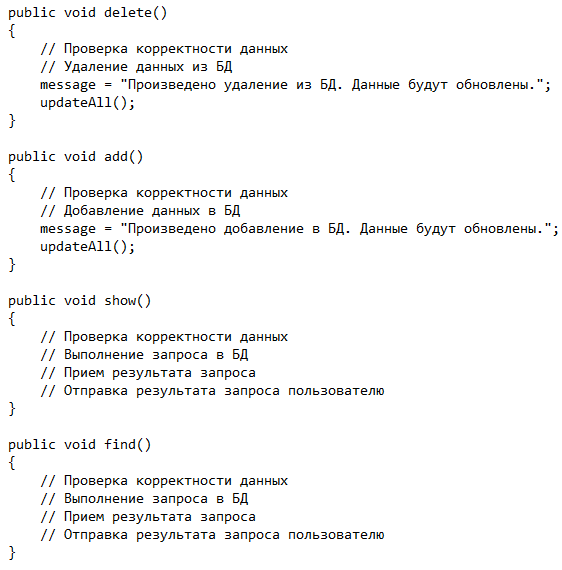 public void delete()
{
    // Проверка корректности данных
    // Удаление данных из БД
    message = "Произведено удаление из БД. Данные будут обновлены.";
    updateAll();
}

public void add()
{
    // Проверка корректности данных
    // Добавление данных в БД
    message = "Произведено добавление в БД. Данные будут обновлены.";
    updateAll();
}

public void show()
{
    // Проверка корректности данных
    // Выполнение запроса в БД
    // Прием результата запроса
    // Отправка результата запроса пользователю
}

public void find()
{
    // Проверка корректности данных
    // Выполнение запроса в БД
    // Прием результата запроса
    // Отправка результата запроса пользователю
}